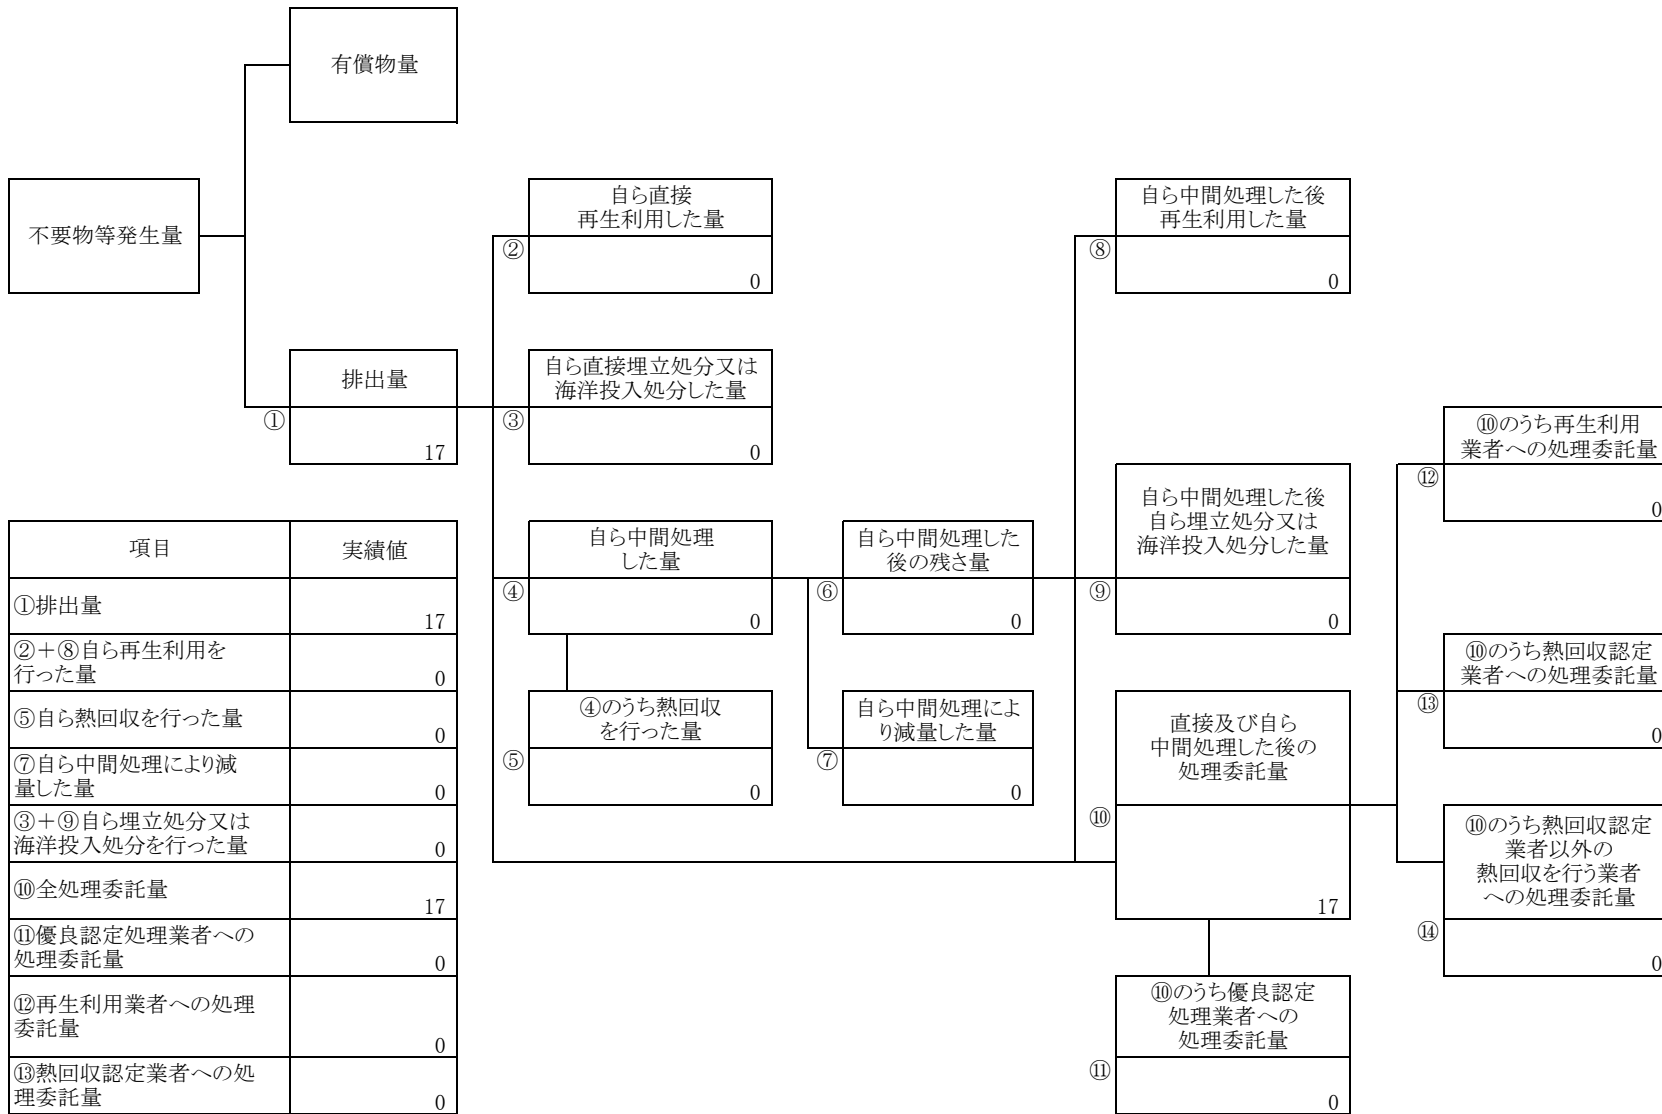 有償物量
不要物等発生量
自ら直接
再生利用した量
②
0
自ら中間処理した後
再生利用した量
⑧
0
排出量
①
17
自ら直接埋立処分又は
海洋投入処分した量
③
0
⑩のうち再生利用
業者への処理委託量
⑫
0
自ら中間処理
した量
④
0
自ら中間処理した
後の残さ量
⑥
0
自ら中間処理した後
自ら埋立処分又は
海洋投入処分した量
⑨
0
⑩のうち熱回収認定
業者への処理委託量
⑬
0
④のうち熱回収
を行った量
⑤
0
自ら中間処理によ
り減量した量
⑦
0
直接及び自ら
中間処理した後の
処理委託量
⑩
17
⑩のうち熱回収認定
業者以外の
熱回収を行う業者
への処理委託量
⑭
0
⑩のうち優良認定
処理業者への
処理委託量
⑪
0
項目 実績値
①排出量 17
②+⑧自ら再生利用を
行った量 0
⑤自ら熱回収を行った量 0
⑦自ら中間処理により減
量した量 0
③+⑨自ら埋立処分又は
海洋投入処分を行った量 0
⑩全処理委託量 17
⑪優良認定処理業者への
処理委託量 0
⑫再生利用業者への処理
委託量 0
⑬熱回収認定業者への処
理委託量 0